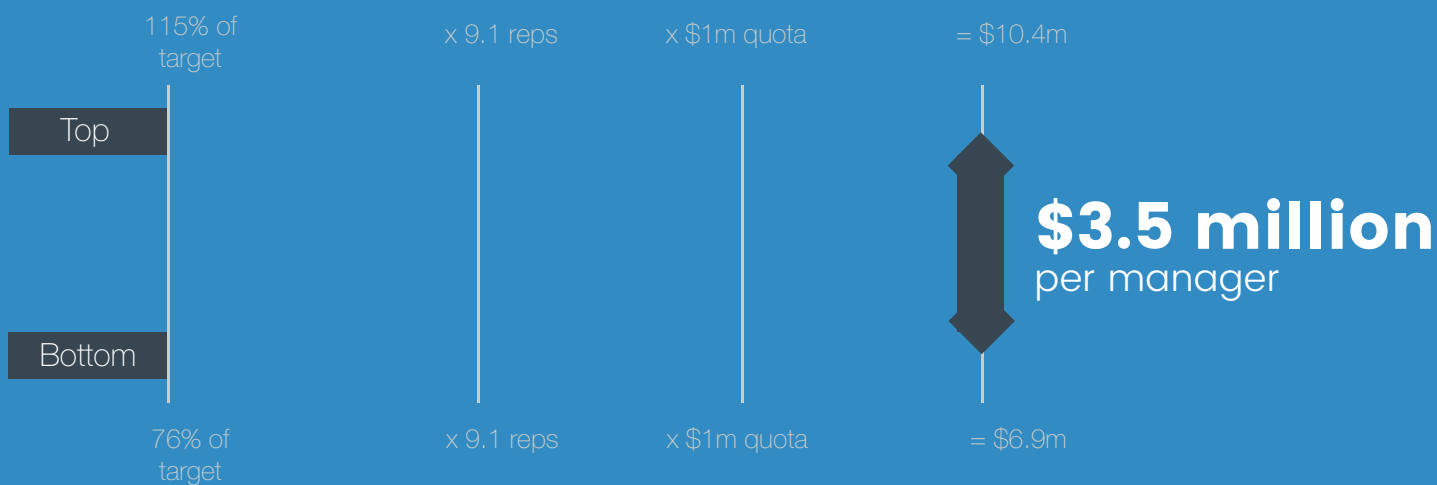 115% of
target
x 9.1 reps
x $1m quota
= $10.4m
Top
$3.5 million
per manager
Bottom
76% of
target
x 9.1 reps
x $1m quota
= $6.9m